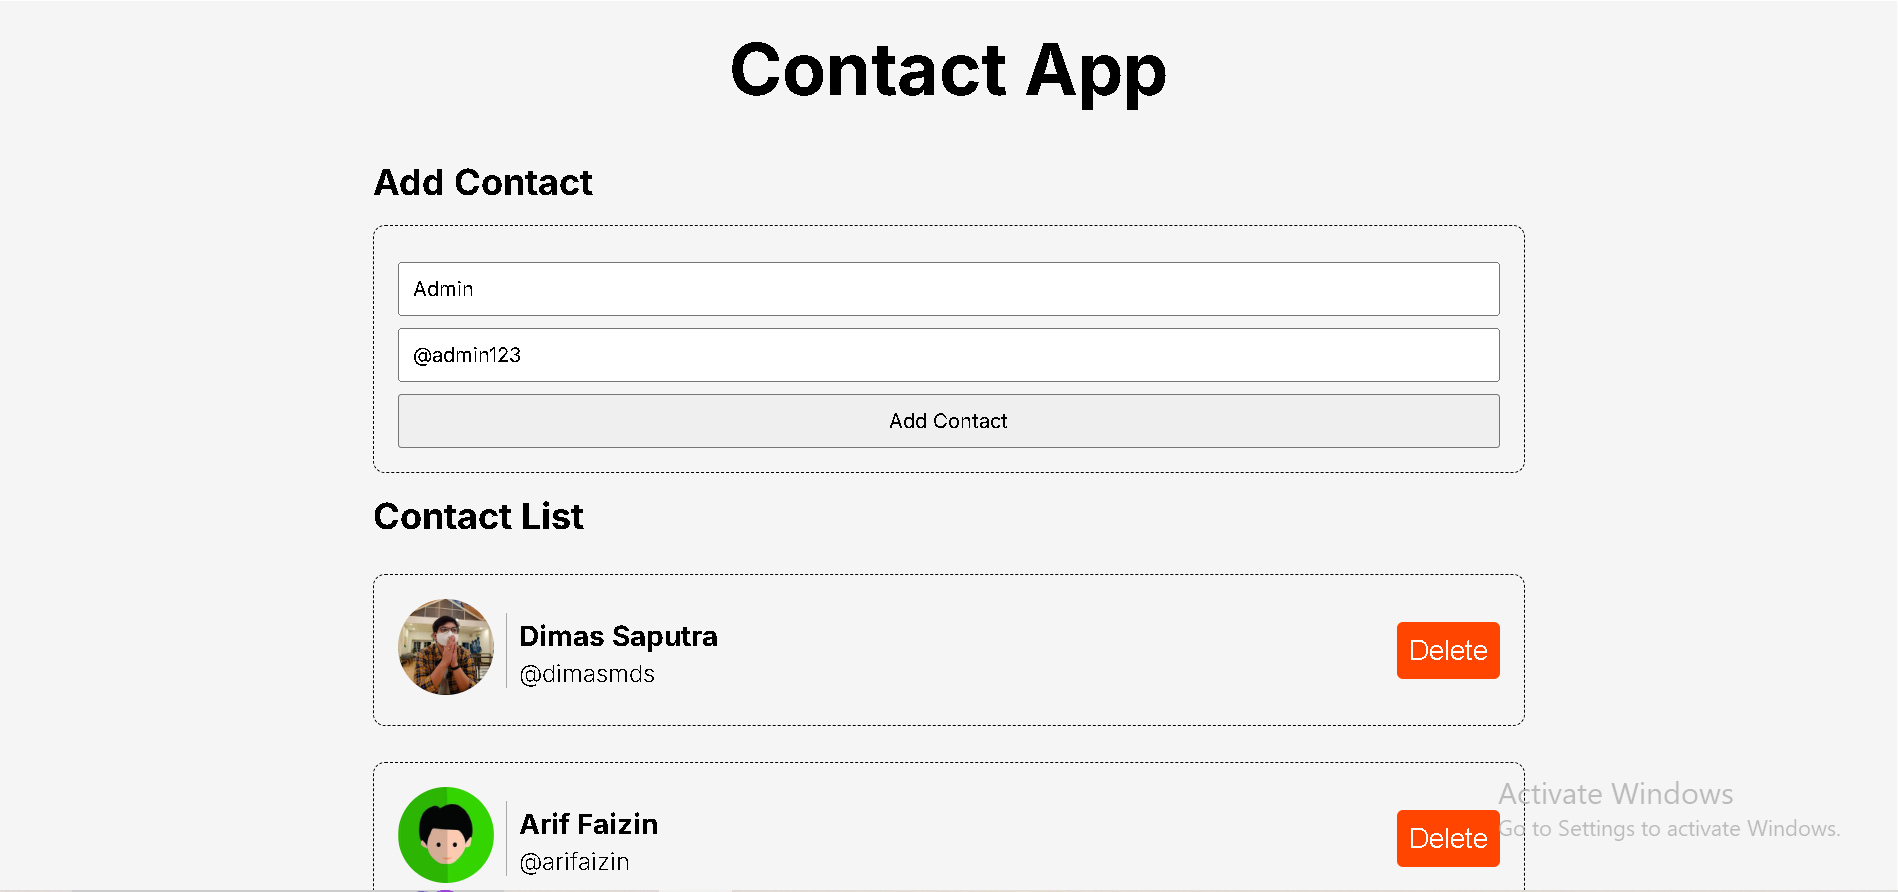 Contact App
Add Contact
Admin
@admin123
Add Contact
Contact List
Dimas Saputra
@dimasmds
Delete
Arif Faizin
@arifaizin
Delete
Activate Windows
Go to Settings to activate Windows.